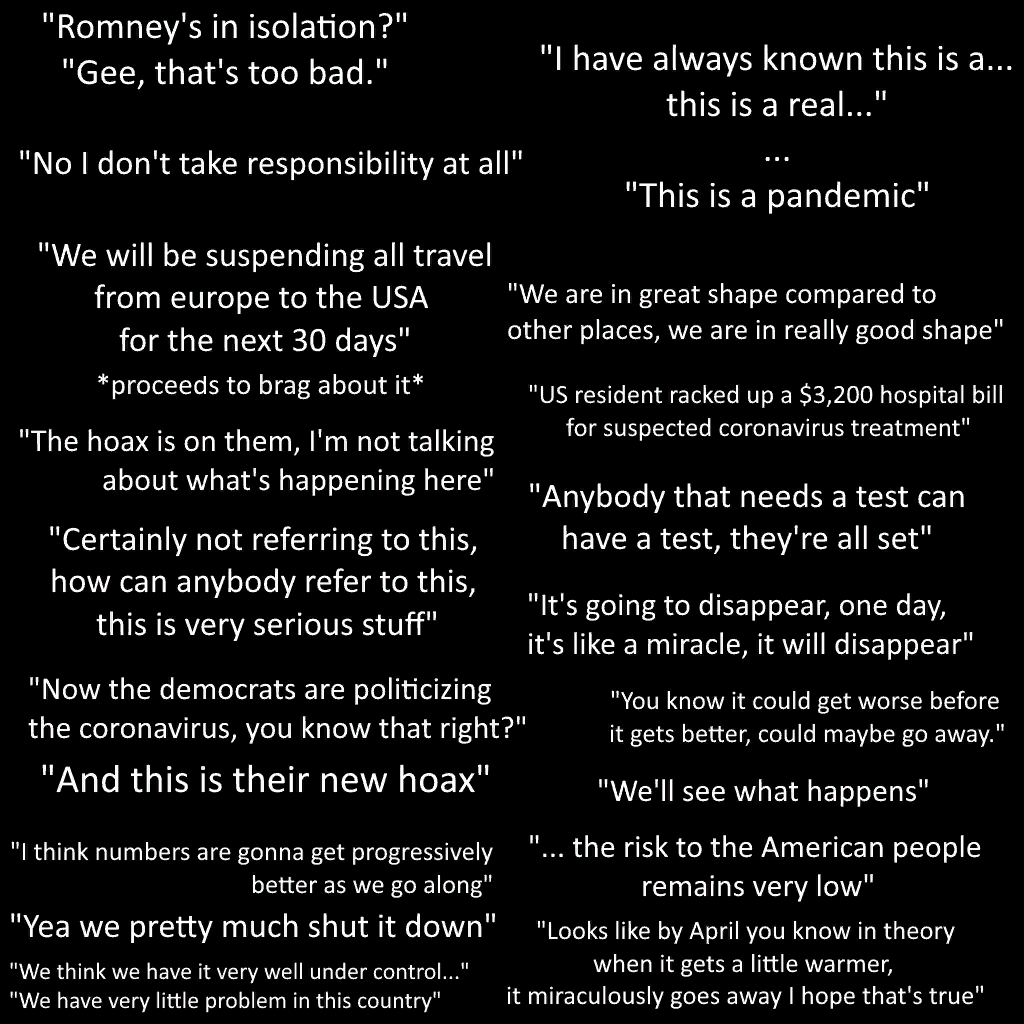 "Romney's in isolation?"
"Gee, that's too bad."
"No I don't take responsibility at all"
"We will be suspending all travel
from europe to the USA
for the next 30 days"
*proceeds to brag about it*
"The hoax is on them, I'm not talking
about what's happening here"
"Certainly not referring to this,
how can anybody refer to this,
this is very serious stuff"
"Now the democrats are politicizing
the coronavirus, you know that right?"
"And this is their new hoax"
"I think numbers are gonna get progressively
better as we go along"
"Yea we pretty much shut it down"
"We think we have it very well under control..."
"We have very little problem in this country"
"I have always known this is a...
this is a real..."
...
"This is a pandemic"
"We are in great shape compared to
other places, we are in really good shape"
"US resident racked up a $3,200 hospital bill
for suspected coronavirus treatment"
"Anybody that needs a test can
have a test, they're all set"
"It's going to disappear, one day,
it's like a miracle, it will disappear"
"You know it could get worse before
it gets better, could maybe go away."
"We'll see what happens"
"... the risk to the American people
remains very low"
"Looks like by April you know in theory
when it gets a little warmer,
it miraculously goes away I hope that's true"